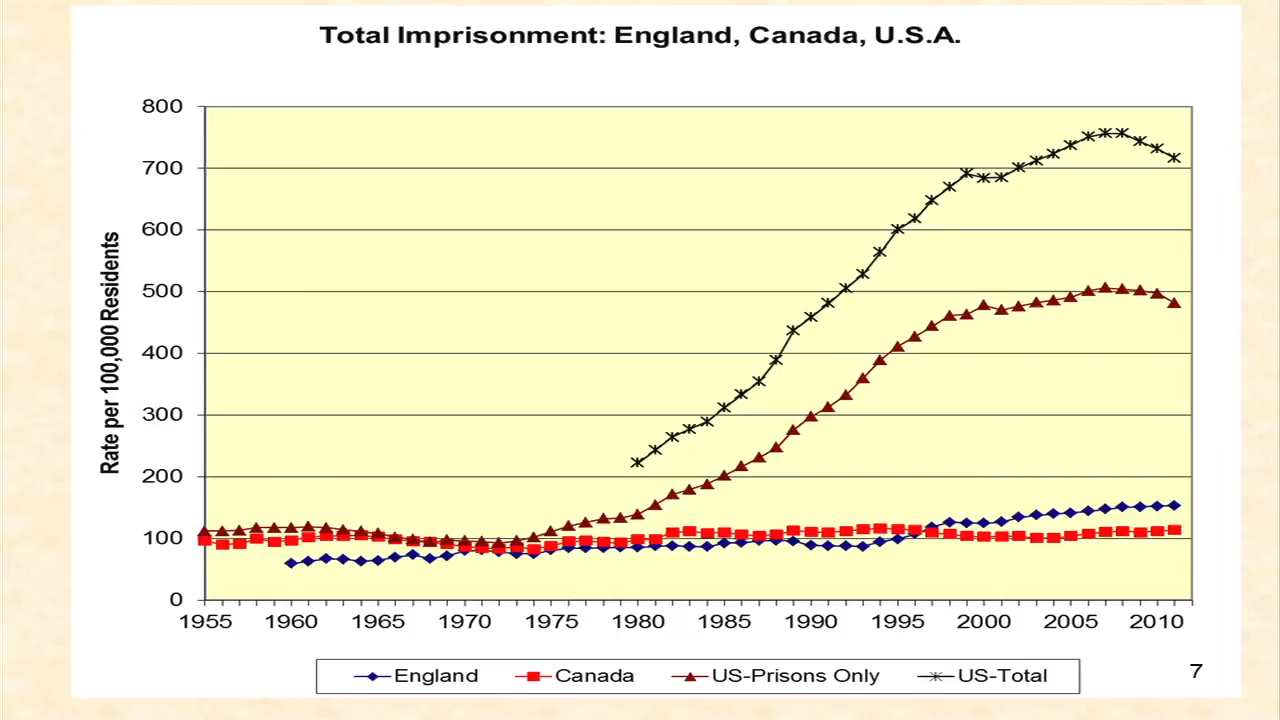 Total Imprisonment: England, Canada, U.S.A.
Rate per 100,000 Residents
800
700
600
500
400
300
200
100
0
1955 1960 1965 1970 1975 1980 1985 1990 1995 2000 2005 2010
England Canada US-Prisons Only US-Total
7